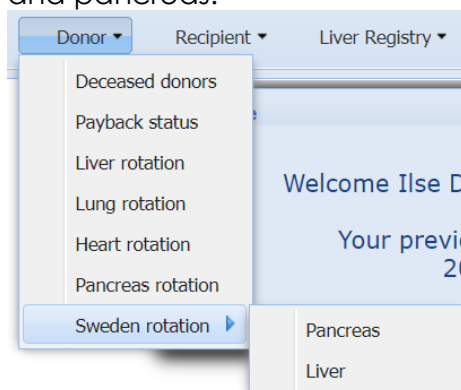 and pancreas.
Donor Recipient Liver Registry
Deceased donors
Payback status
Liver rotation
Lung rotation
Heart rotation
Pancreas rotation
Sweden rotation
Welcome Ilse D
Your previ
20
Pancreas
Liver